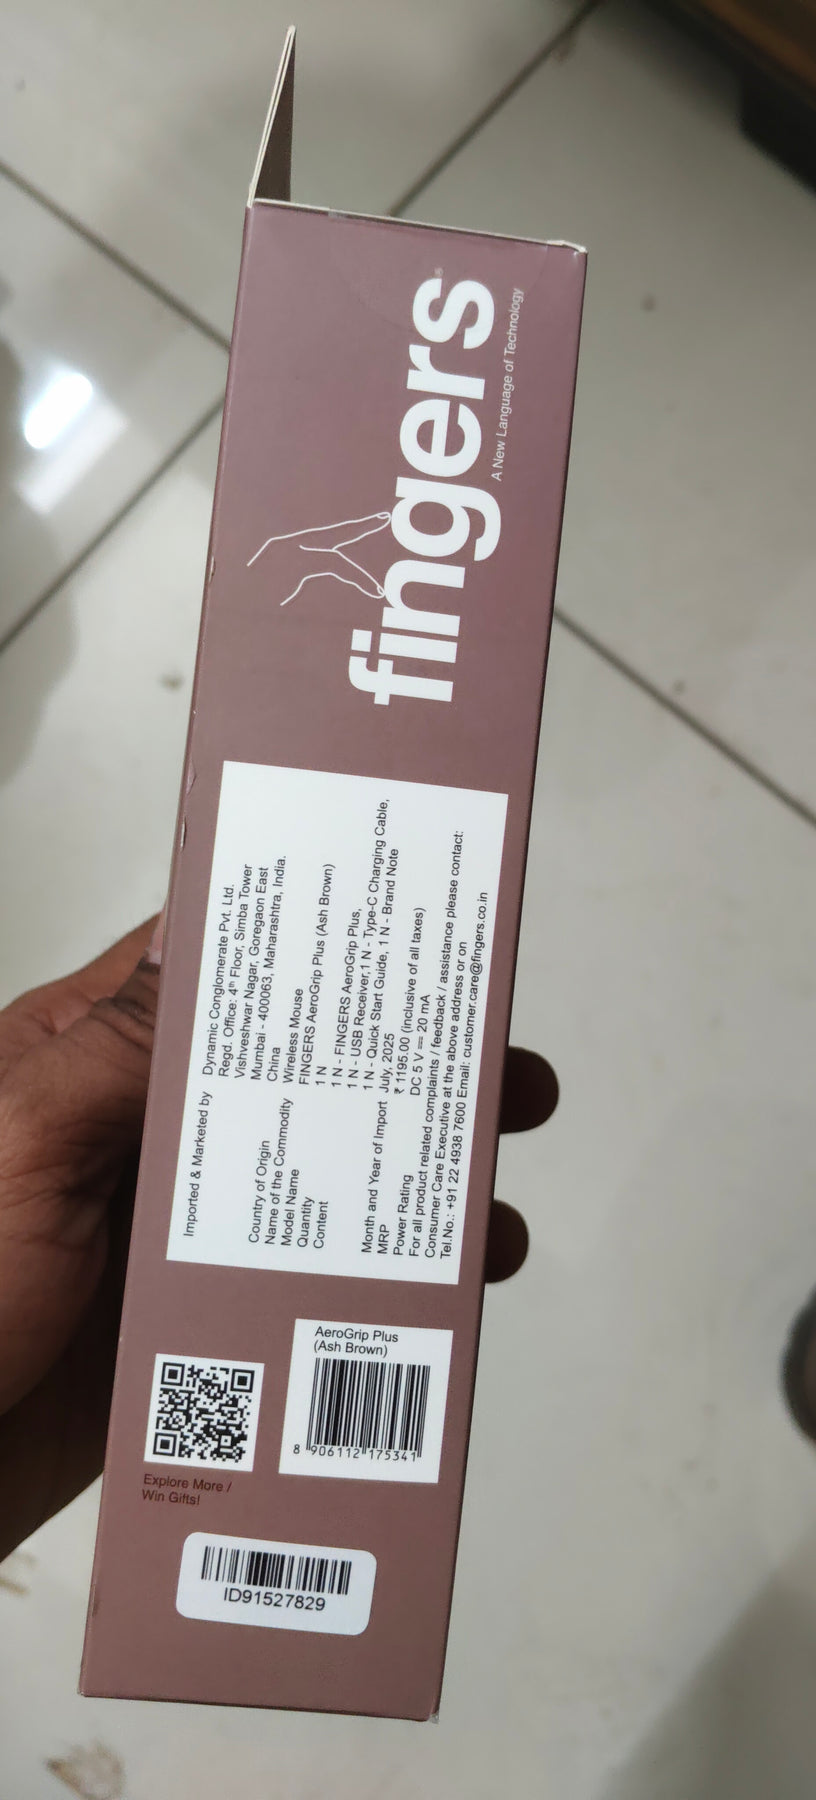 fingers
A New Language of Technology
Imported & Marketed by Dynamic Conglomerate Pvt. Ltd.
Regd. Office: 4th Floor, Simba Tower
Vishveshwar Nagar, Goregaon East
Mumbai - 400063, Maharashtra, India.
Country of Origin China
Name of the Commodity Wireless Mouse
Model Name FINGERS AeroGrip Plus (Ash Brown)
Quantity 1 N
Content 1 N - FINGERS AeroGrip Plus,
1 N - USB Receiver,1 N - Type-C Charging Cable,
1 N - Quick Start Guide, 1 N - Brand Note
Month and Year of Import July, 2025
MRP ₹ 1195.00 (inclusive of all taxes)
Power Rating DC 5 V ⎓ 20 mA
For all product related complaints / feedback / assistance please contact:
Consumer Care Executive at the above address or on
Tel.No.: +91 22 4938 7600 Email: customer.care@fingers.co.in
AeroGrip Plus
(Ash Brown)
8 906112 175341
Explore More /
Win Gifts!
ID91527829